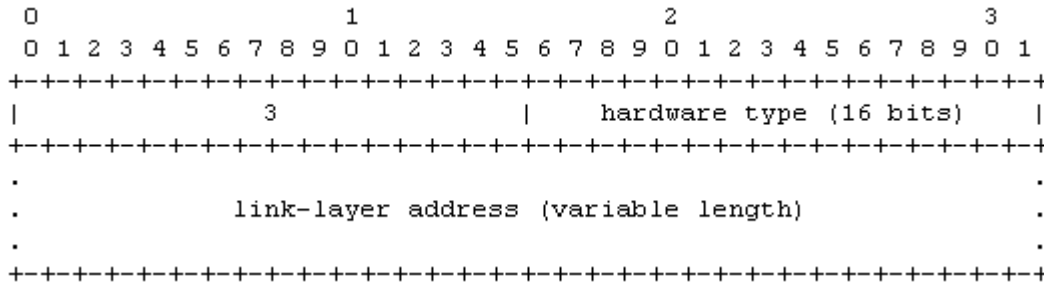 0                   1                   2                   3
 0 1 2 3 4 5 6 7 8 9 0 1 2 3 4 5 6 7 8 9 0 1 2 3 4 5 6 7 8 9 0 1
+-+-+-+-+-+-+-+-+-+-+-+-+-+-+-+-+-+-+-+-+-+-+-+-+-+-+-+-+-+-+-+-+
|               3               |    hardware type (16 bits)    |
+-+-+-+-+-+-+-+-+-+-+-+-+-+-+-+-+-+-+-+-+-+-+-+-+-+-+-+-+-+-+-+-+
.                                                               .
.             link-layer address (variable length)              .
.                                                               .
+-+-+-+-+-+-+-+-+-+-+-+-+-+-+-+-+-+-+-+-+-+-+-+-+-+-+-+-+-+-+-+-+